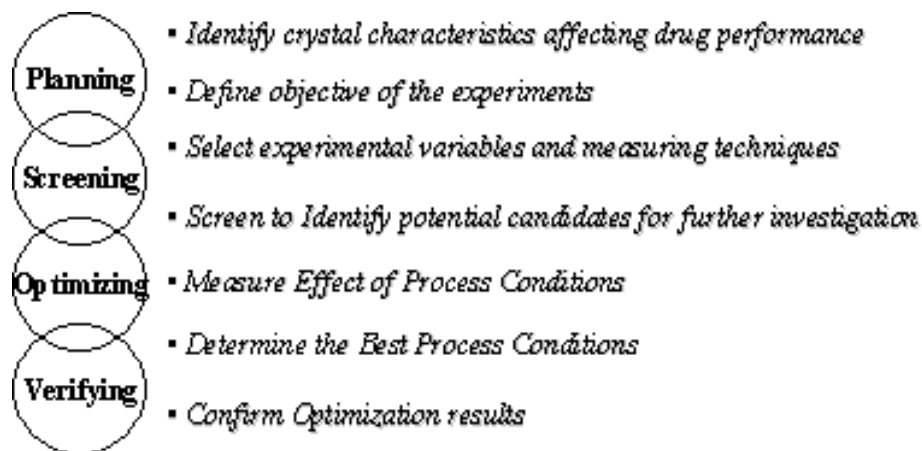 ▪ Identify crystal characteristics affecting drug performance
Planning
▪ Define objective of the experiments
▪ Select experimental variables and measuring techniques
Screening
▪ Screen to Identify potential candidates for further investigation
Optimizing ▪ Measure Effect of Process Conditions
▪ Determine the Best Process Conditions
Verifying
▪ Confirm Optimization results